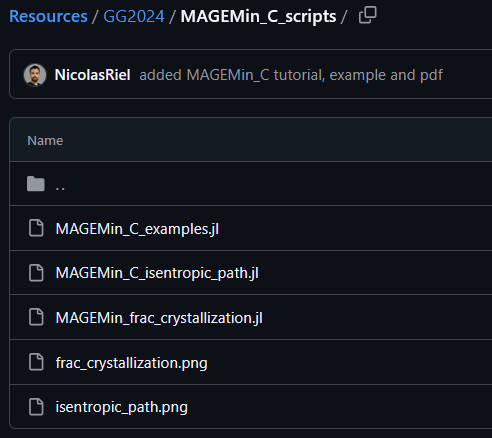 Resources / GG2024 / MAGEMin_C_scripts /
NicolasRiel added MAGEMin_C tutorial, example and pdf
Name
..
MAGEMin_C_examples.jl
MAGEMin_C_isentropic_path.jl
MAGEMin_frac_crystallization.jl
frac_crystallization.png
isentropic_path.png